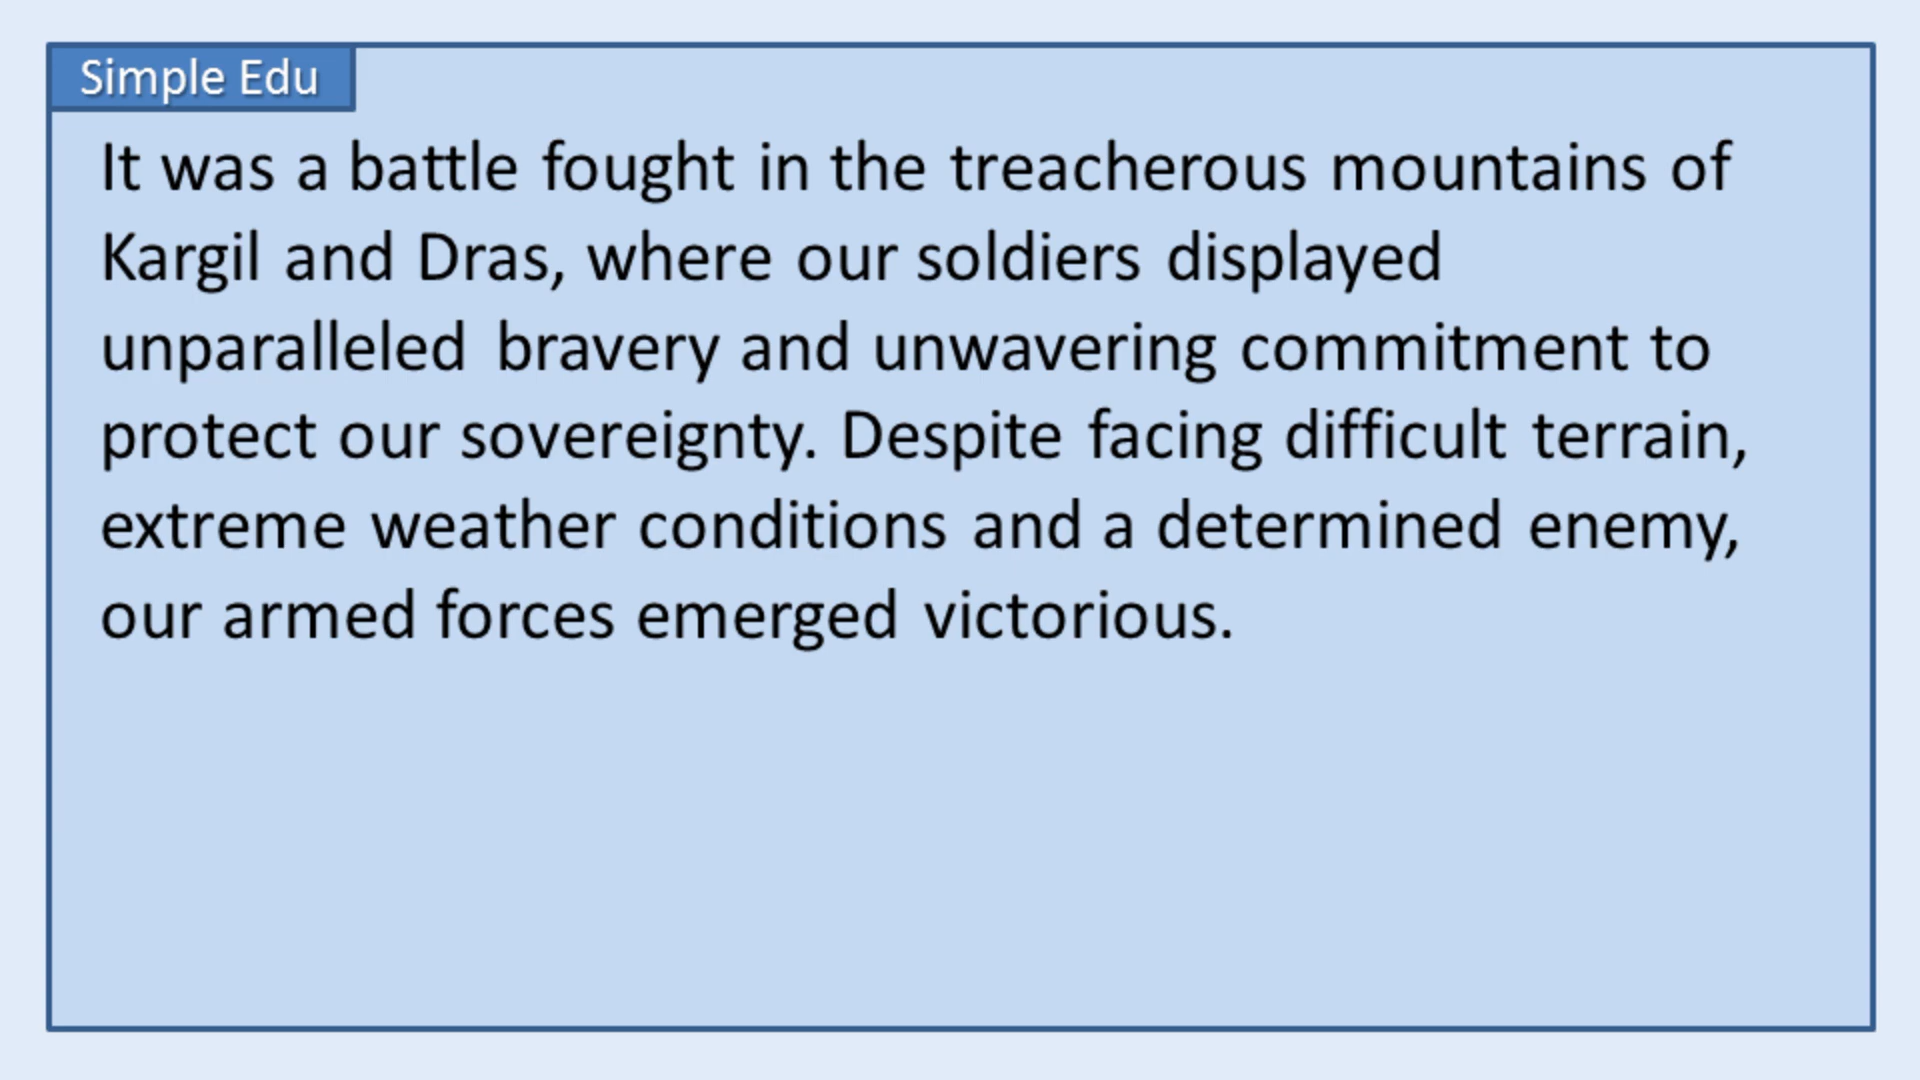 Simple Edu
It was a battle fought in the treacherous mountains of
Kargil and Dras, where our soldiers displayed
unparalleled bravery and unwavering commitment to
protect our sovereignty. Despite facing difficult terrain,
extreme weather conditions and a determined enemy,
our armed forces emerged victorious.